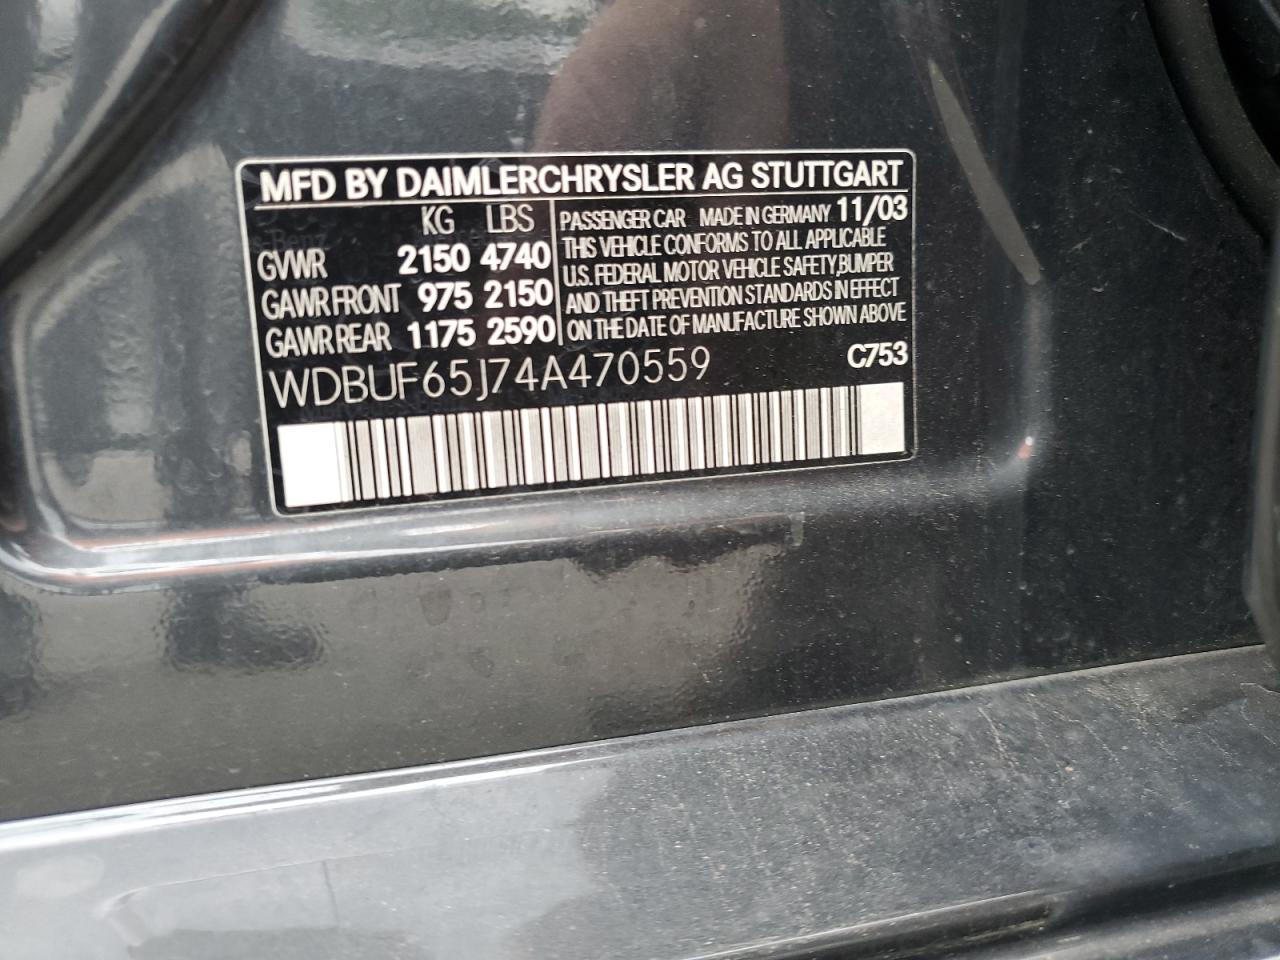 MFD BY DAIMLERCHRYSLER AG STUTTGART
KG LBS
GVWR 2150 4740
GAWR FRONT 975 2150
GAWR REAR 1175 2590
PASSENGER CAR MADE IN GERMANY 11/03
THIS VEHICLE CONFORMS TO ALL APPLICABLE
U.S. FEDERAL MOTOR VEHICLE SAFETY, BUMPER
AND THEFT PREVENTION STANDARDS IN EFFECT
ON THE DATE OF MANUFACTURE SHOWN ABOVE
WDBUF65J74A470559
C753